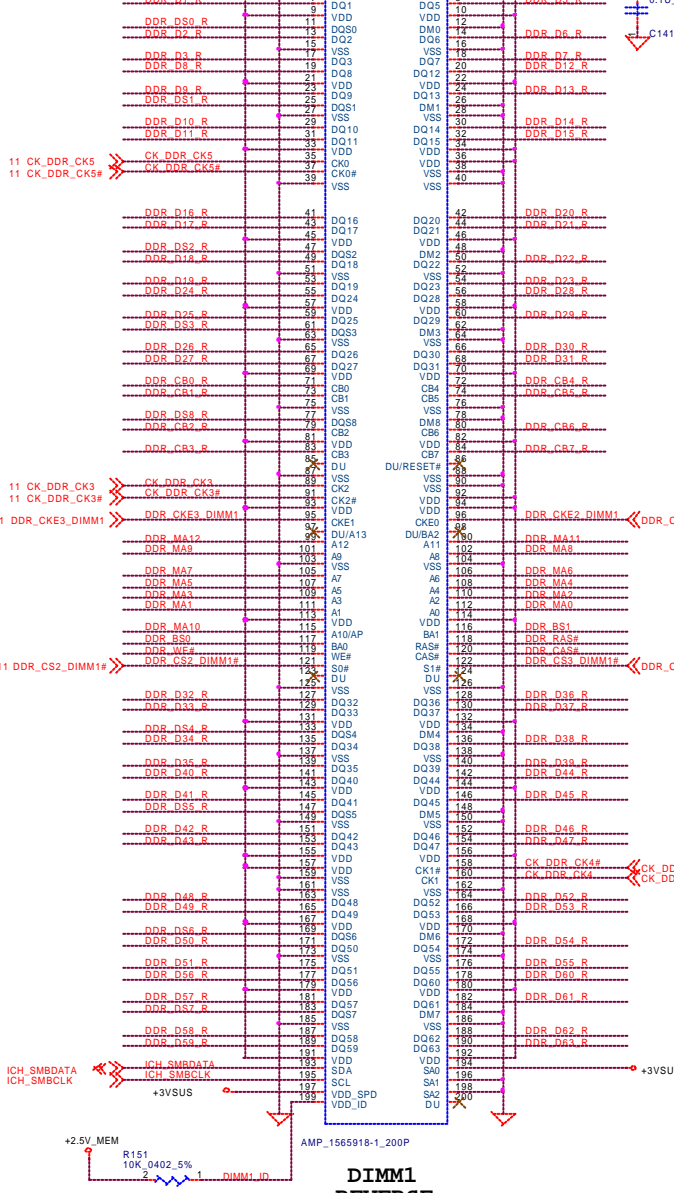 9 DQ1 DQ5 10
VDD VDD
DDR_DS0_R 11 DQS0 DM0 12
DDR_D2_R 13 DQ2 DQ6 14 DDR_D6_R
15 VSS VSS 16
DDR_D3_R 17 DQ3 DQ7 18 DDR_D7_R
DDR_D8_R 19 DQ8 DQ12 20 DDR_D12_R
21 VDD VDD 22
DDR_D9_R 23 DQ9 DQ13 24 DDR_D13_R
DDR_DS1_R 25 DQS1 DM1 26
27 VSS VSS 28
DDR_D10_R 29 DQ10 DQ14 30 DDR_D14_R
DDR_D11_R 31 DQ11 DQ15 32 DDR_D15_R
33 VDD VDD 34
11 CK_DDR_CK5 CK_DDR_CK5 35 CK0 VDD 36
11 CK_DDR_CK5# CK_DDR_CK5# 37 CK0# VSS 38
39 VSS VSS 40
DDR_D16_R 41 DQ16 DQ20 42 DDR_D20_R
DDR_D17_R 43 DQ17 DQ21 44 DDR_D21_R
45 VDD VDD 46
DDR_DS2_R 47 DQS2 DM2 48
DDR_D18_R 49 DQ18 DQ22 50 DDR_D22_R
51 VSS VSS 52
DDR_D19_R 53 DQ19 DQ23 54 DDR_D23_R
DDR_D24_R 55 DQ24 DQ28 56 DDR_D28_R
57 VDD VDD 58
DDR_D25_R 59 DQ25 DQ29 60 DDR_D29_R
DDR_DS3_R 61 DQS3 DM3 62
63 VSS VSS 64
DDR_D26_R 65 DQ26 DQ30 66 DDR_D30_R
DDR_D27_R 67 DQ27 DQ31 68 DDR_D31_R
69 VDD VDD 70
DDR_CB0_R 71 CB0 CB4 72 DDR_CB4_R
DDR_CB1_R 73 CB1 CB5 74 DDR_CB5_R
75 VSS VSS 76
DDR_DS8_R 77 DQS8 DM8 78
DDR_CB2_R 79 CB2 CB6 80 DDR_CB6_R
81 VDD VDD 82
DDR_CB3_R 83 CB3 CB7 84 DDR_CB7_R
85 DU DU/RESET# 86
87 VSS VSS 88
11 CK_DDR_CK3 CK_DDR_CK3 89 CK2 VSS 90
11 CK_DDR_CK3# CK_DDR_CK3# 91 CK2# VDD 92
93 VDD VDD 94
DDR_CKE3_DIMM1 DDR_CKE3_DIMM1 95 CKE1 CKE0 96 DDR_CKE2_DIMM1
97 DU/A13 DU/BA2 98
DDR_MA12 99 A12 A11 DDR_MA11
DDR_MA9 101 A9 A8 102 DDR_MA8
103 VSS VSS 104
DDR_MA7 105 A7 A6 106 DDR_MA6
DDR_MA5 107 A5 A4 108 DDR_MA4
DDR_MA3 109 A3 A2 110 DDR_MA2
DDR_MA1 111 A1 A0 112 DDR_MA0
113 VDD VDD 114
DDR_MA10 115 A10/AP BA1 116 DDR_BS1
DDR_BS0 117 BA0 RAS# 118 DDR_RAS#
DDR_WE# 119 WE# CAS# 120 DDR_CAS#
11 DDR_CS2_DIMM1# DDR_CS2_DIMM1# 121 S0# S1# 122 DDR_CS3_DIMM1#
123 DU DU 124
125 VSS VSS 126
DDR_D32_R 127 DQ32 DQ36 128 DDR_D36_R
DDR_D33_R 129 DQ33 DQ37 130 DDR_D37_R
131 VDD VDD 132
DDR_DS4_R 133 DQS4 DM4 134
DDR_D34_R 135 DQ34 DQ38 136 DDR_D38_R
137 VSS VSS 138
DDR_D35_R 139 DQ35 DQ39 140 DDR_D39_R
DDR_D40_R 141 DQ40 DQ44 142 DDR_D44_R
143 VDD VDD 144
DDR_D41_R 145 DQ41 DQ45 146 DDR_D45_R
DDR_DS5_R 147 DQS5 DM5 148
149 VSS VSS 150
DDR_D42_R 151 DQ42 DQ46 152 DDR_D46_R
DDR_D43_R 153 DQ43 DQ47 154 DDR_D47_R
155 VDD VDD 156
157 VDD CK1# 158 CK_DDR_CK4#
159 VSS CK1 160 CK_DDR_CK4
161 VSS VSS 162
DDR_D48_R 163 DQ48 DQ52 164 DDR_D52_R
DDR_D49_R 165 DQ49 DQ53 166 DDR_D53_R
167 VDD VDD 168
DDR_DS6_R 169 DQS6 DM6 170
DDR_D50_R 171 DQ50 DQ54 172 DDR_D54_R
173 VSS VSS 174
DDR_D51_R 175 DQ51 DQ55 176 DDR_D55_R
DDR_D56_R 177 DQ56 DQ60 178 DDR_D60_R
179 VDD VDD 180
DDR_D57_R 181 DQ57 DQ61 182 DDR_D61_R
DDR_DS7_R 183 DQS7 DM7 184
185 VSS VSS 186
DDR_D58_R 187 DQ58 DQ62 188 DDR_D62_R
DDR_D59_R 189 DQ59 DQ63 190 DDR_D63_R
191 VDD VDD 192
ICH_SMBDATA ICH_SMBDATA 193 SDA SA0 194 +3VSU
ICH_SMBCLK ICH_SMBCLK 195 SCL SA1 196
+3VSUS 197 VDD_SPD SA2 198
199 VDD_ID DU 200
AMP_1565918-1_200P
+2.5V_MEM
R151
10K_0402_5%
2 1 DIMM1_ID
DIMM1
C141